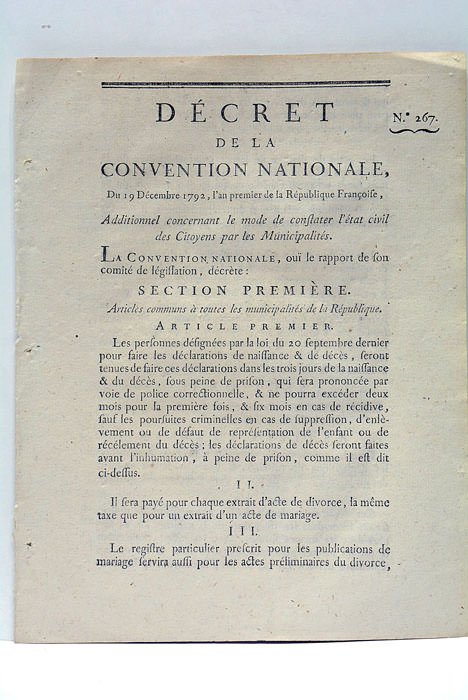 DÉCRET
N.º 267.
DE LA
CONVENTION NATIONALE,
Du 19 Décembre 1792, l'an premier de la République Françoiſe,
Additionnel concernant le mode de conſtater l'état civil
des Citoyens par les Municipalités.
LA CONVENTION NATIONALE, ouï le rapport de ſon
comité de légiſlation, décrète :
SECTION PREMIÈRE.
Articles communs à toutes les municipalités de la République.
ARTICLE PREMIER.
Les perſonnes déſignées par la loi du 20 ſeptembre dernier
pour faire les déclarations de naiſſance & de décès, ſeront
tenues de faire ces déclarations dans les trois jours de la naiſſance
& du décès, ſous peine de priſon, qui ſera prononcée par
voie de police correctionnelle, & ne pourra excéder deux
mois pour la première fois, & ſix mois en cas de récidive,
ſauf les pourſuites criminelles en cas de ſuppreſſion, d'enlè-
vement ou de défaut de repréſentation de l'enfant ou de
récélement du décès ; les déclarations de décès ſeront faites
avant l'inhumation, à peine de priſon, comme il eſt dit
ci-deſſus.
II.
Il ſera payé pour chaque extrait d'acte de divorce, la même
taxe que pour un extrait d'un acte de mariage.
III.
Le regiſtre particulier preſcrit pour les publications de
mariage ſervira auſſi pour les actes préliminaires du divorce,